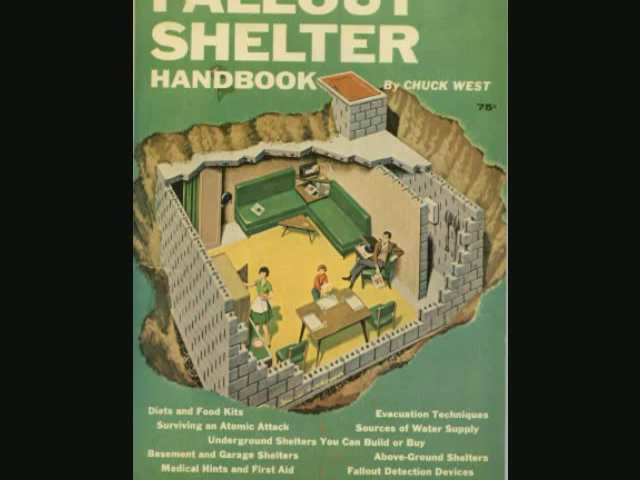 FALLOUT
SHELTER
HANDBOOK
By CHUCK WEST
75¢
Diets and Food Kits
Evacuation Techniques
Surviving an Atomic Attack
Sources of Water Supply
Underground Shelters You Can Build or Buy
Basement and Garage Shelters
Above-Ground Shelters
Medical Hints and First Aid
Fallout Detection Devices